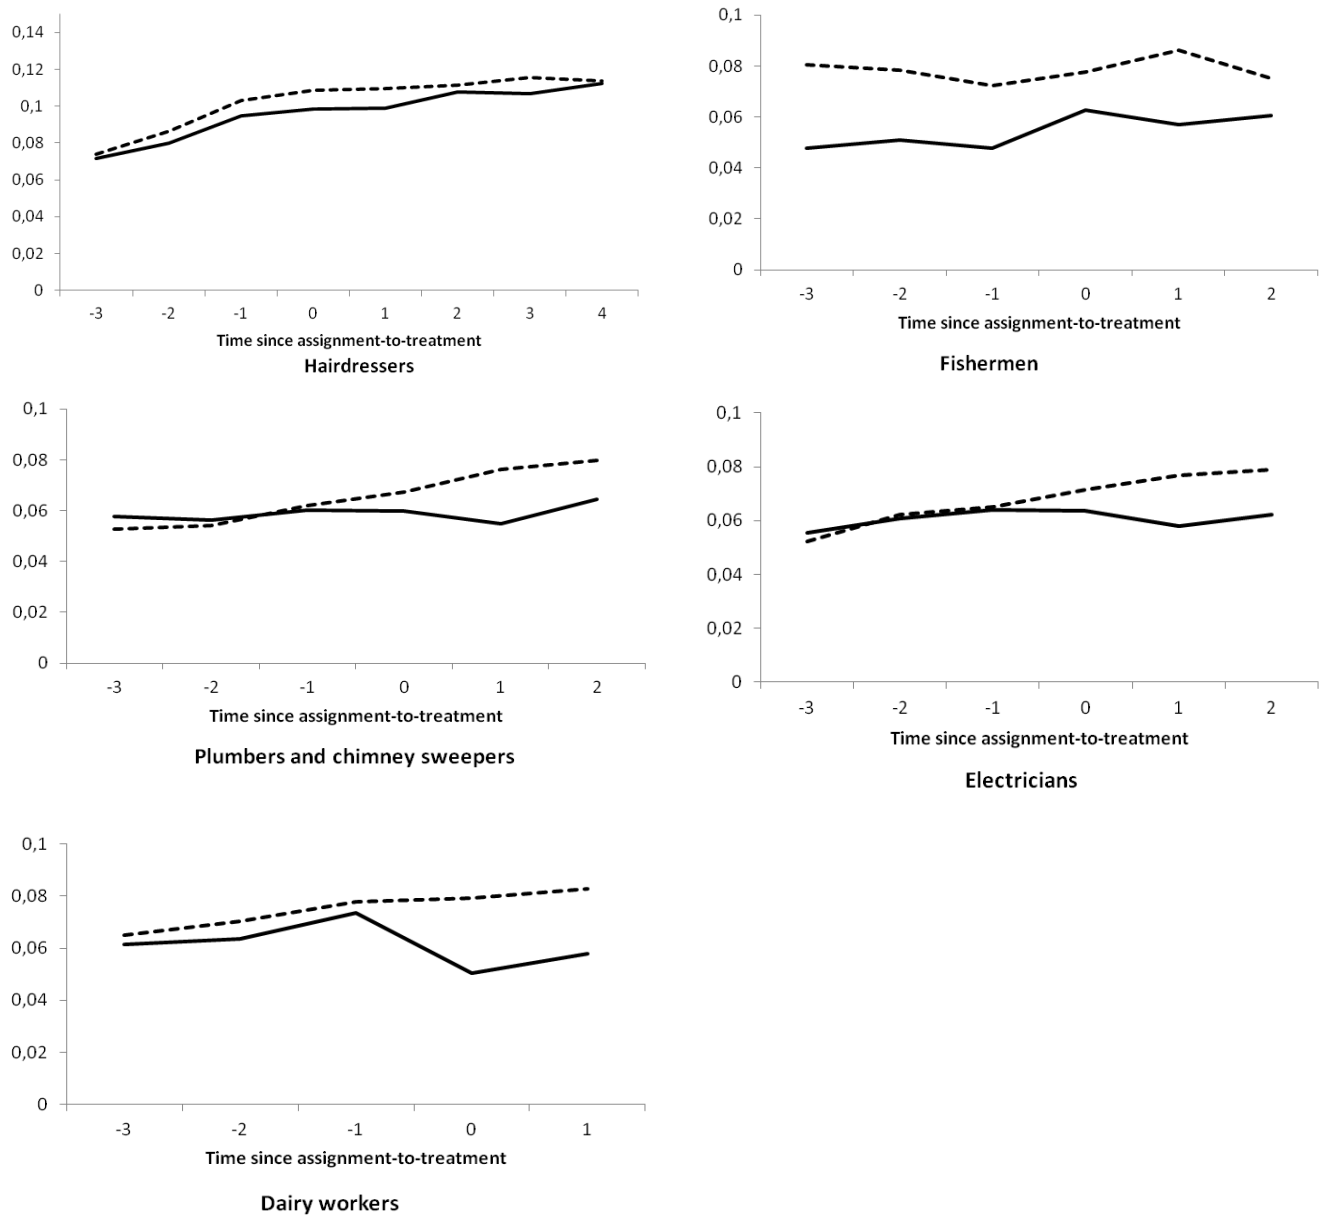 0,14
0,12
0,1
0,08
0,06
0,04
0,02
0
-3 -2 -1 0 1 2 3 4
Time since assignment-to-treatment
Hairdressers
0,1
0,08
0,06
0,04
0,02
0
-3 -2 -1 0 1 2
Time since assignment-to-treatment
Fishermen
0,1
0,08
0,06
0,04
0,02
0
-3 -2 -1 0 1 2
Time since assignment-to-treatment
Plumbers and chimney sweepers
0,1
0,08
0,06
0,04
0,02
0
-3 -2 -1 0 1 2
Time since assignment-to-treatment
Electricians
0,1
0,08
0,06
0,04
0,02
0
-3 -2 -1 0 1
Time since assignment-to-treatment
Dairy workers